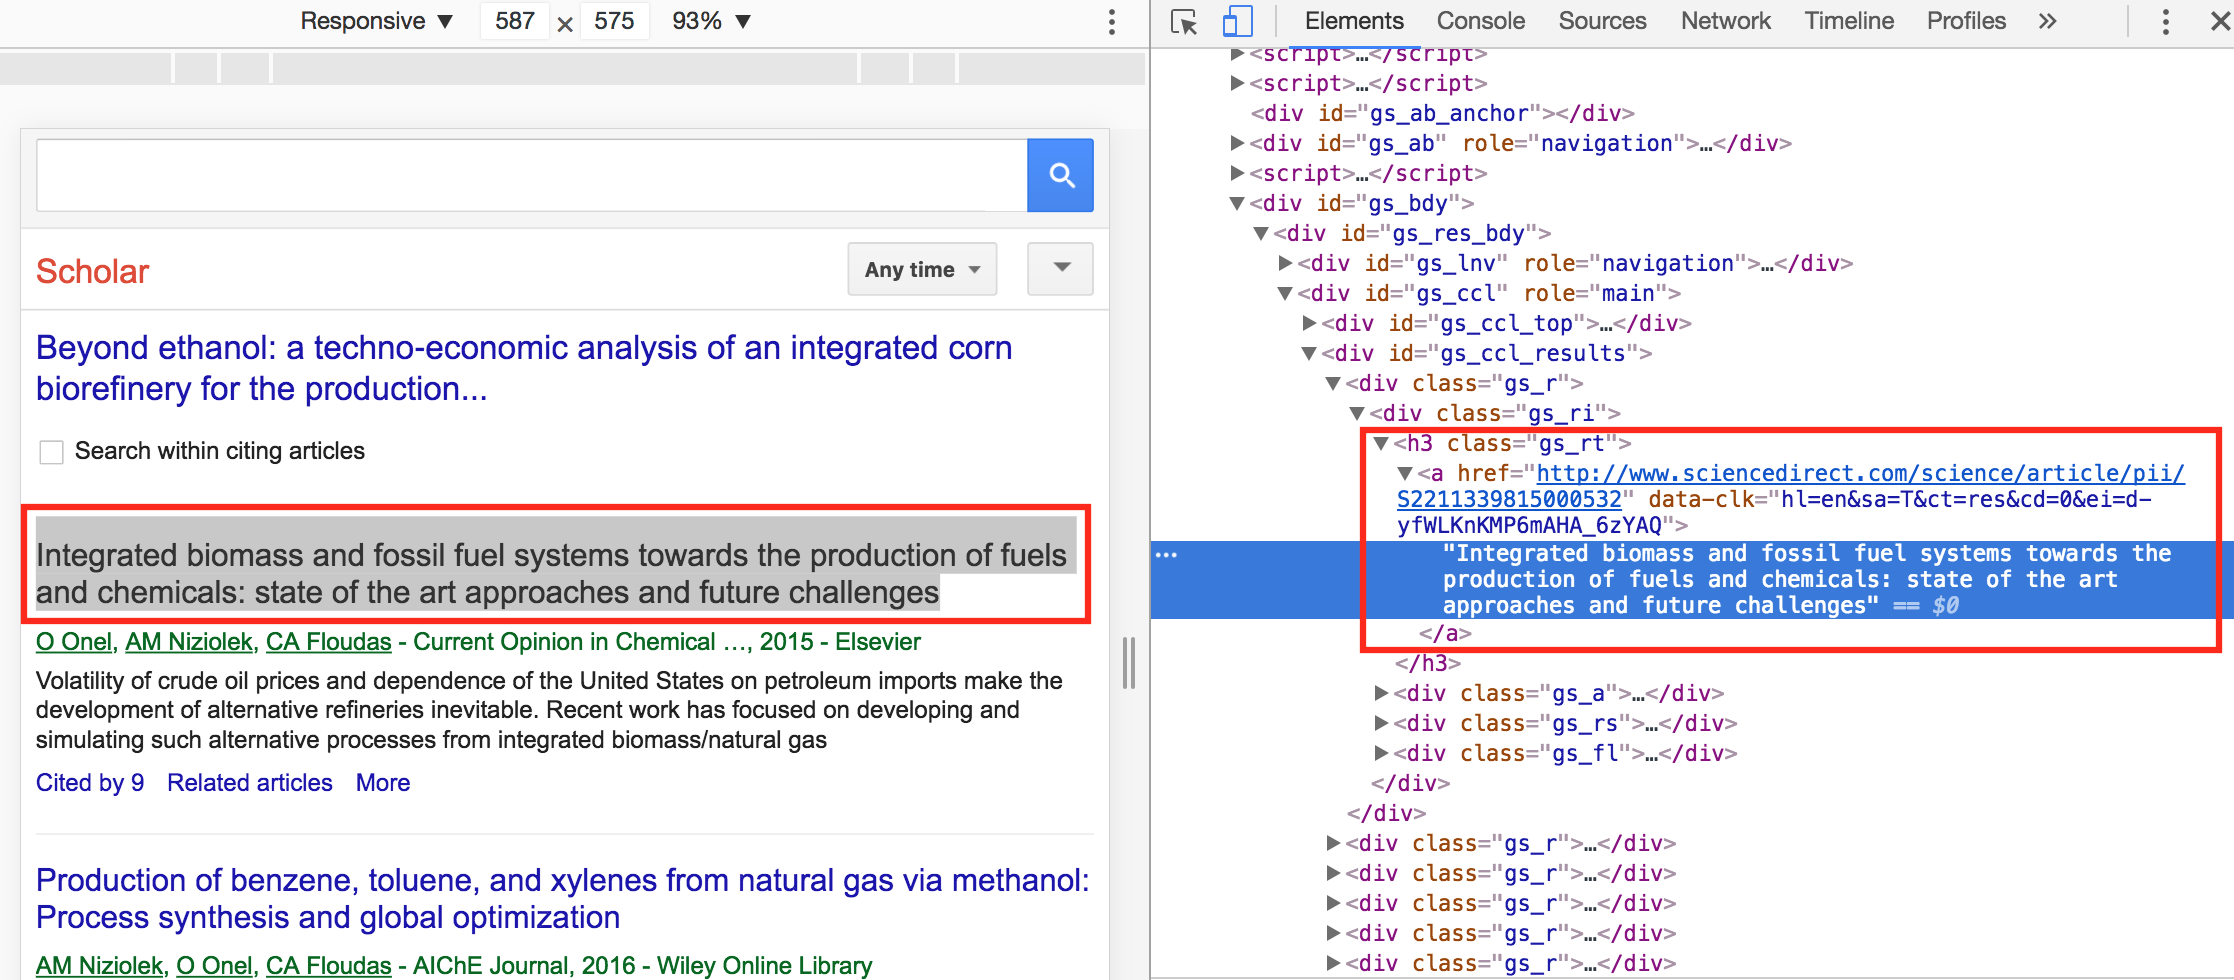 Responsive ▼ 587 × 575 93% ▼
Scholar
Any time
Beyond ethanol: a techno-economic analysis of an integrated corn
biorefinery for the production...
Search within citing articles
Integrated biomass and fossil fuel systems towards the production of fuels
and chemicals: state of the art approaches and future challenges
O Onel, AM Niziolek, CA Floudas - Current Opinion in Chemical …, 2015 - Elsevier
Volatility of crude oil prices and dependence of the United States on petroleum imports make the
development of alternative refineries inevitable. Recent work has focused on developing and
simulating such alternative processes from integrated biomass/natural gas
Cited by 9 Related articles More
Production of benzene, toluene, and xylenes from natural gas via methanol:
Process synthesis and global optimization
AM Niziolek, O Onel, CA Floudas - AIChE Journal, 2016 - Wiley Online Library
Elements Console Sources Network Timeline Profiles »
▶<script>…</script>
▶<script>…</script>
<div id="gs_ab_anchor"></div>
▶<div id="gs_ab" role="navigation">…</div>
▶<script>…</script>
▼<div id="gs_bdy">
▼<div id="gs_res_bdy">
▶<div id="gs_lnv" role="navigation">…</div>
▼<div id="gs_ccl" role="main">
▶<div id="gs_ccl_top">…</div>
▼<div id="gs_ccl_results">
▼<div class="gs_r">
▼<div class="gs_ri">
▼<h3 class="gs_rt">
▼<a href="http://www.sciencedirect.com/science/article/pii/
S2211339815000532" data-clk="hl=en&sa=T&ct=res&cd=0&ei=d-
yfWLKnKMP6mAHA_6zYAQ">
"Integrated biomass and fossil fuel systems towards the
production of fuels and chemicals: state of the art
approaches and future challenges" == $0
</a>
</h3>
▶<div class="gs_a">…</div>
▶<div class="gs_rs">…</div>
▶<div class="gs_fl">…</div>
</div>
</div>
▶<div class="gs_r">…</div>
▶<div class="gs_r">…</div>
▶<div class="gs_r">…</div>
▶<div class="gs_r">…</div>
▶<div class="gs_r">…</div>